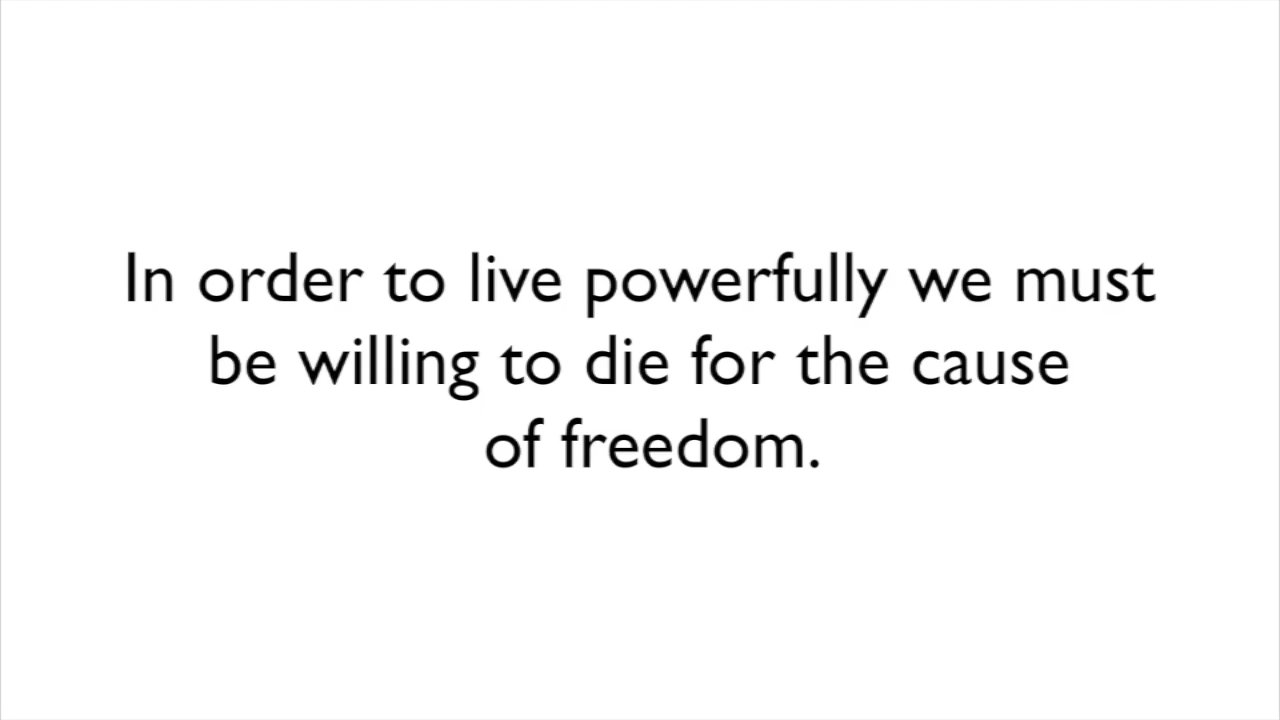 In order to live powerfully we must
be willing to die for the cause
of freedom.